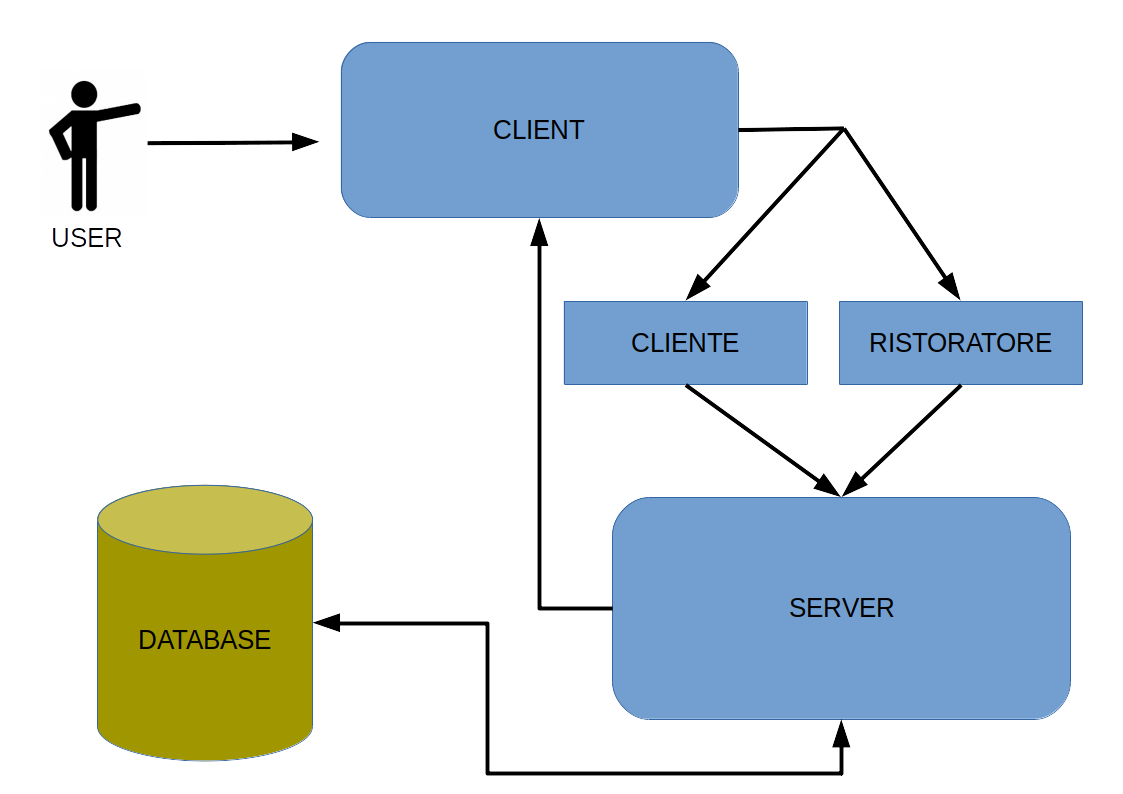 CLIENT
USER
CLIENTE
RISTORATORE
SERVER
DATABASE